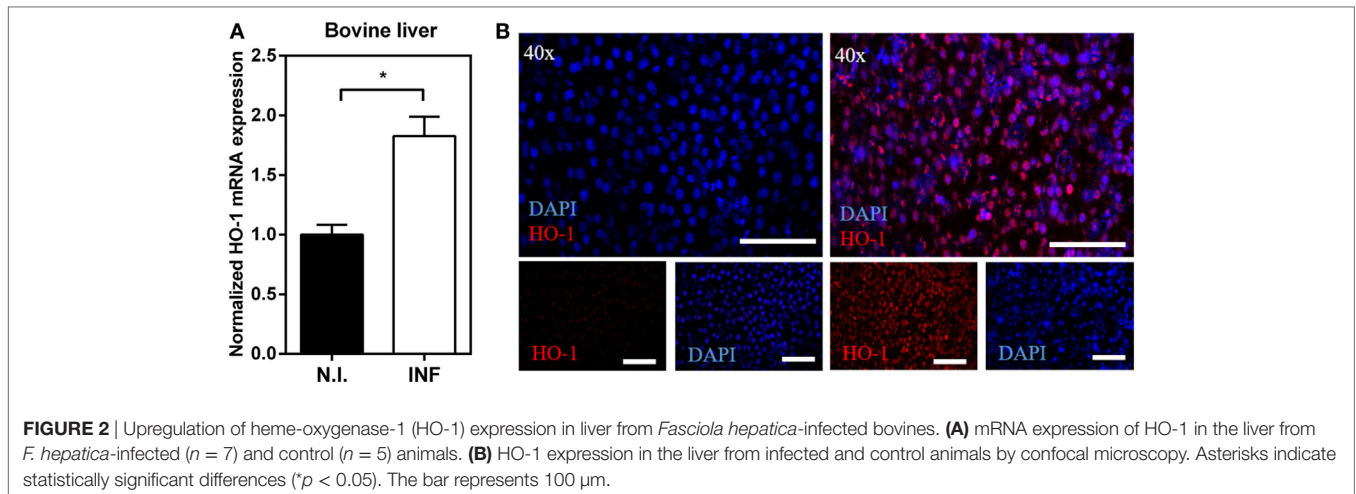 A
Bovine liver
Normalized HO-1 mRNA expression
2.5
2.0
1.5
1.0
0.5
0.0
*
N.I.
INF
B
40x
DAPI
HO-1
40x
DAPI
HO-1
HO-1
DAPI
HO-1
DAPI
FIGURE 2 | Upregulation of heme-oxygenase-1 (HO-1) expression in liver from Fasciola hepatica-infected bovines. (A) mRNA expression of HO-1 in the liver from
F. hepatica-infected (n = 7) and control (n = 5) animals. (B) HO-1 expression in the liver from infected and control animals by confocal microscopy. Asterisks indicate
statistically significant differences (*p < 0.05). The bar represents 100 μm.